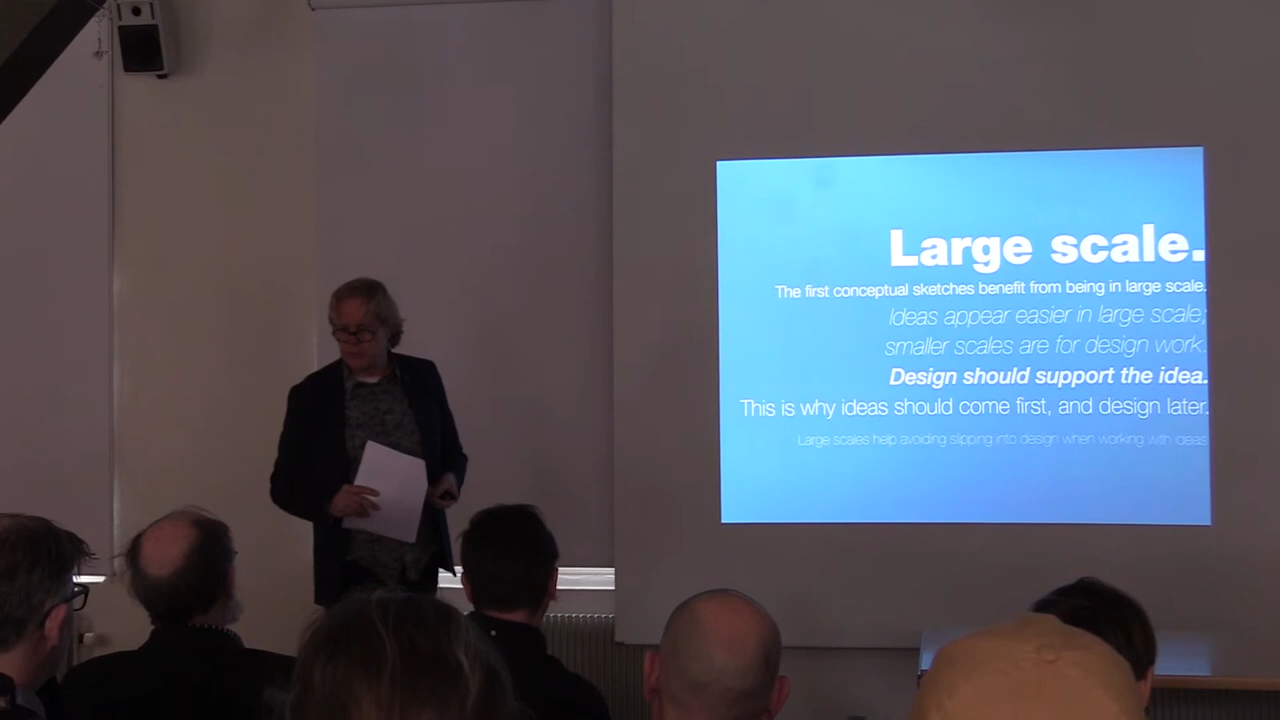 Large scale.
The first conceptual sketches benefit from being in large scale.
Ideas appear easier in large scale;
smaller scales are for design work.
Design should support the idea.
This is why ideas should come first, and design later.
Large scales help avoiding slipping into design when working with ideas